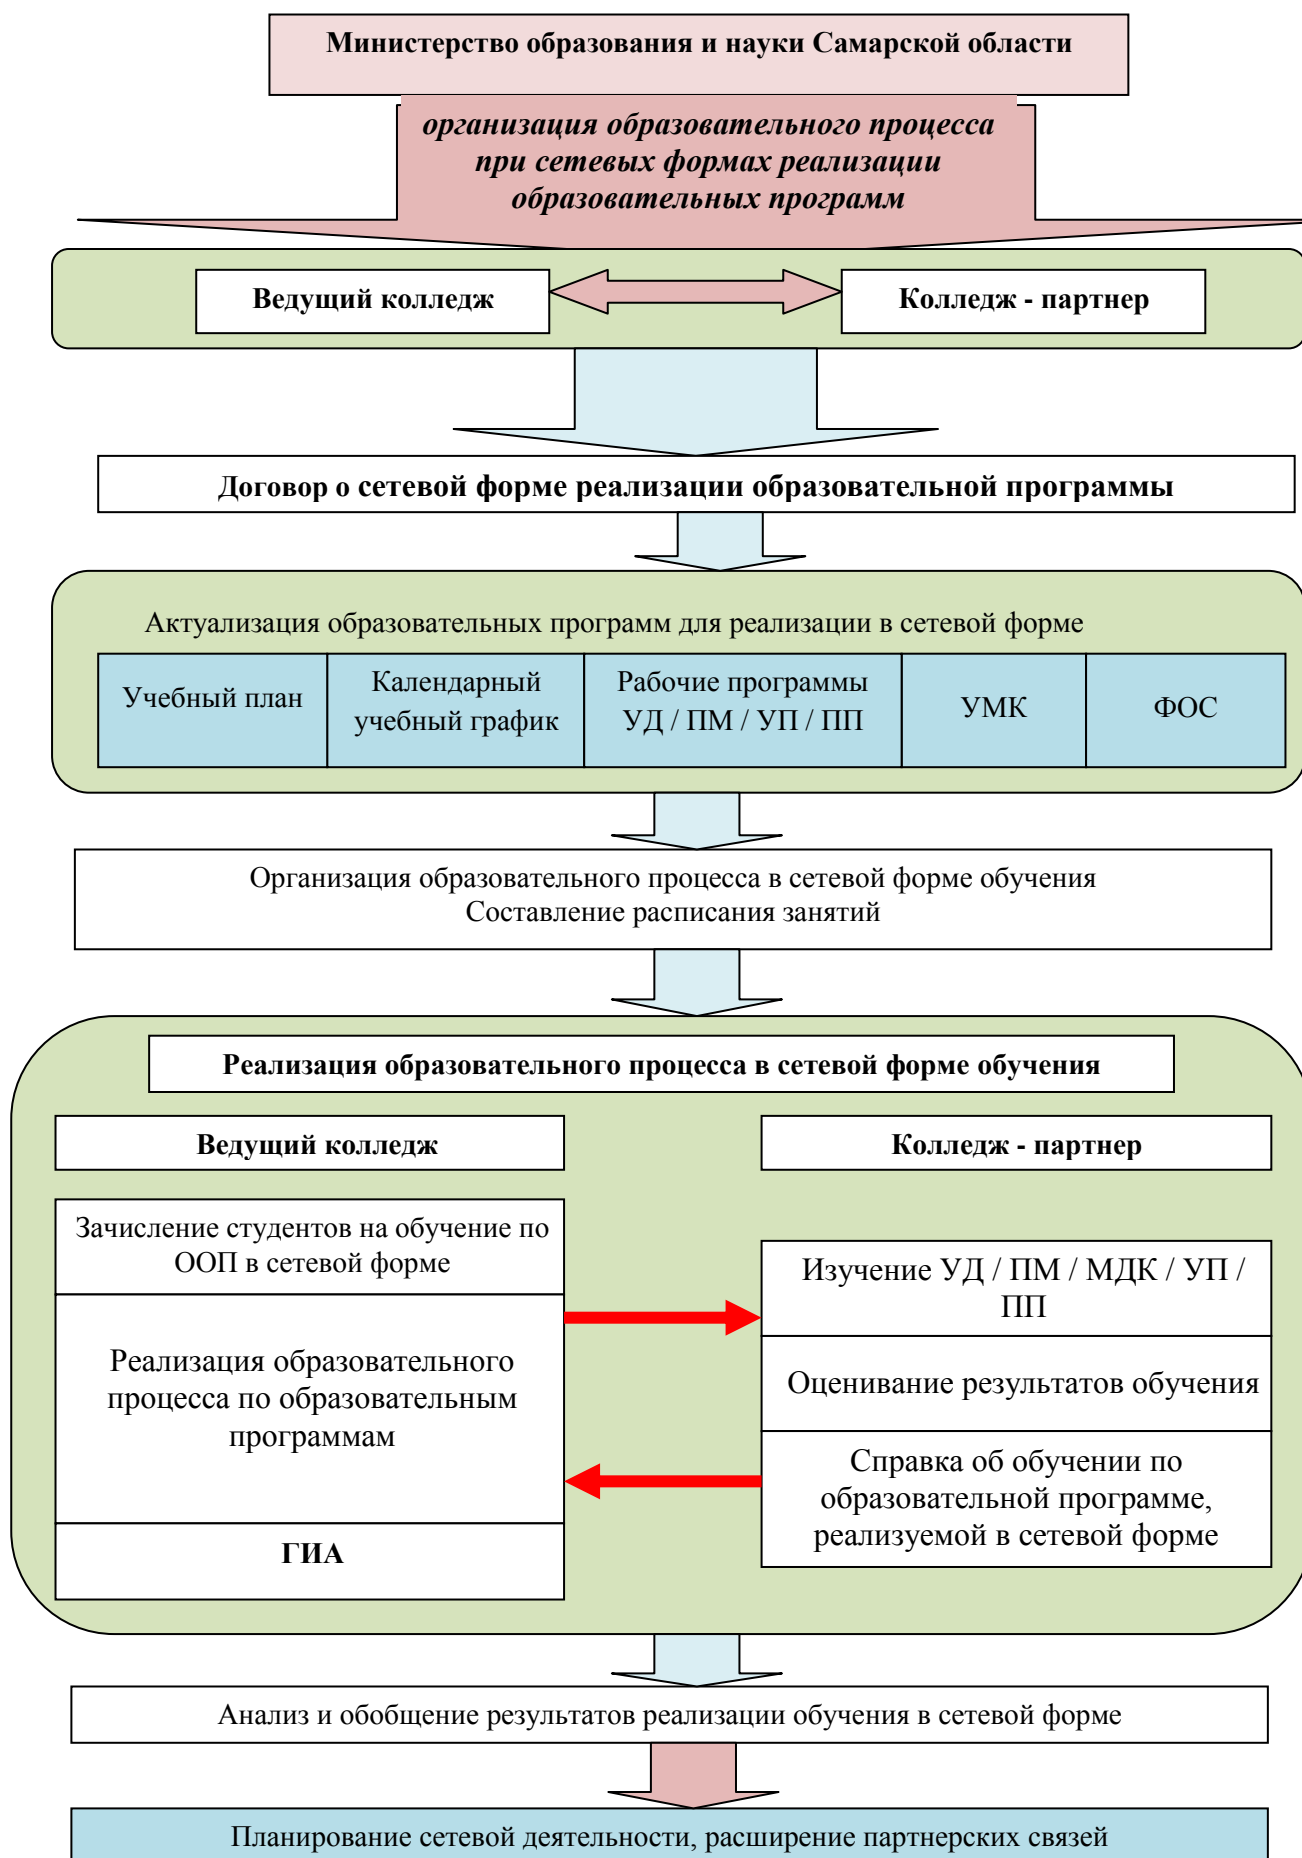 Министерство образования и науки Самарской области
организация образовательного процесса
при сетевых формах реализации
образовательных программ
Ведущий колледж
Колледж - партнер
Договор о сетевой форме реализации образовательной программы
Актуализация образовательных программ для реализации в сетевой форме
Учебный план
Календарный
учебный график
Рабочие программы
УД / ПМ / УП / ПП
УМК
ФОС
Организация образовательного процесса в сетевой форме обучения
Составление расписания занятий
Реализация образовательного процесса в сетевой форме обучения
Ведущий колледж
Зачисление студентов на обучение по
ООП в сетевой форме
Реализация образовательного
процесса по образовательным
программам
ГИА
Колледж - партнер
Изучение УД / ПМ / МДК / УП /
ПП
Оценивание результатов обучения
Справка об обучении по
образовательной программе,
реализуемой в сетевой форме
Анализ и обобщение результатов реализации обучения в сетевой форме
Планирование сетевой деятельности, расширение партнерских связей